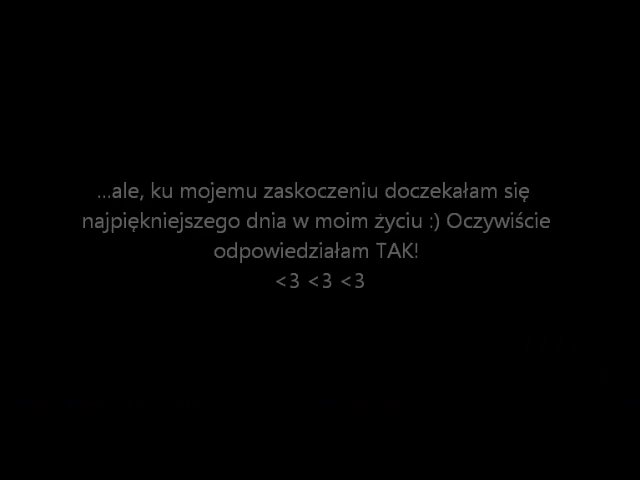 ...ale, ku mojemu zaskoczeniu doczekałam się
najpiękniejszego dnia w moim życiu :) Oczywiście
odpowiedziałam TAK!
<3 <3 <3